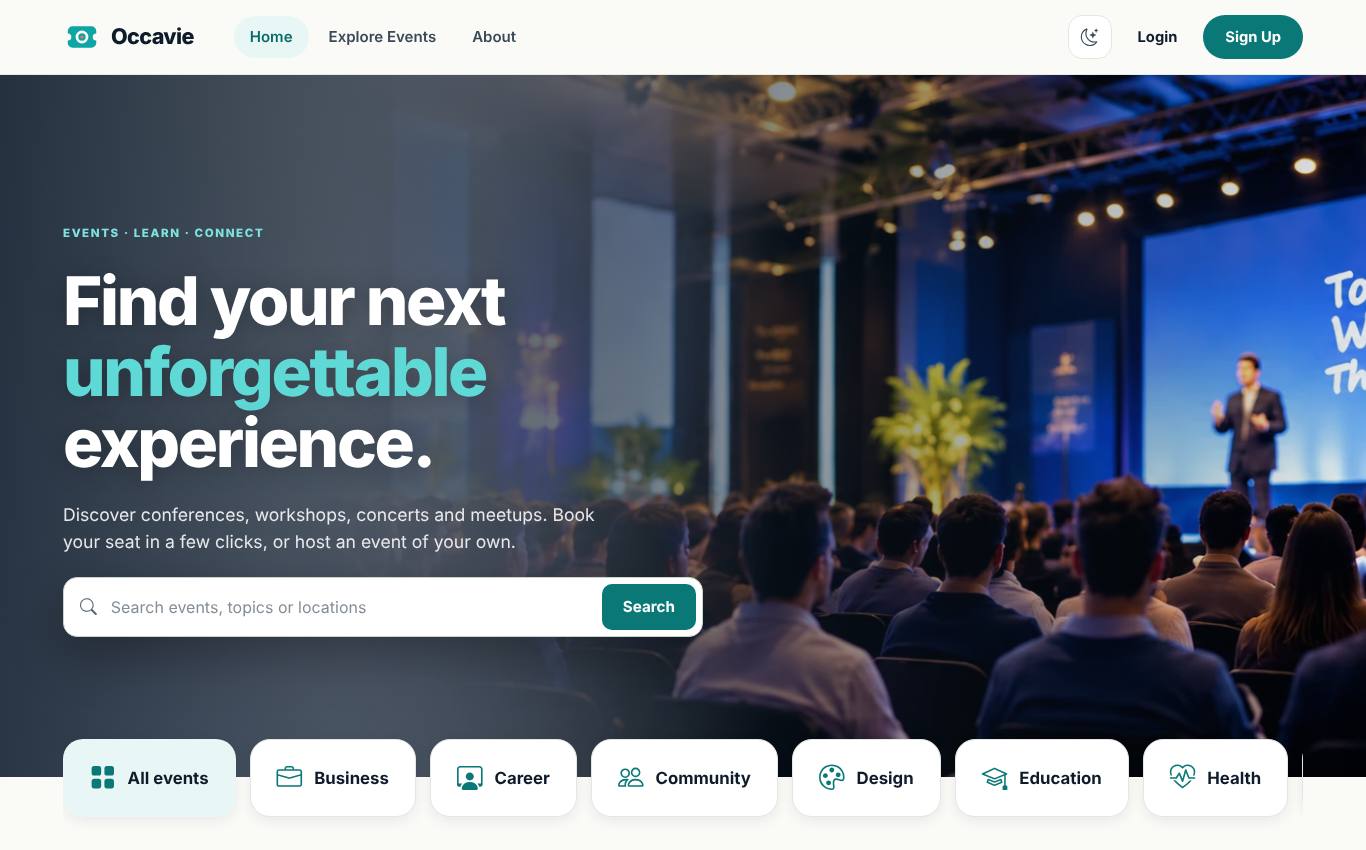 Occavie
Home
Explore Events
About
Login
Sign Up
EVENTS · LEARN · CONNECT
Find your next
unforgettable
experience.
Discover conferences, workshops, concerts and meetups. Book
your seat in a few clicks, or host an event of your own.
Search events, topics or locations
Search
All events
Business
Career
Community
Design
Education
Health